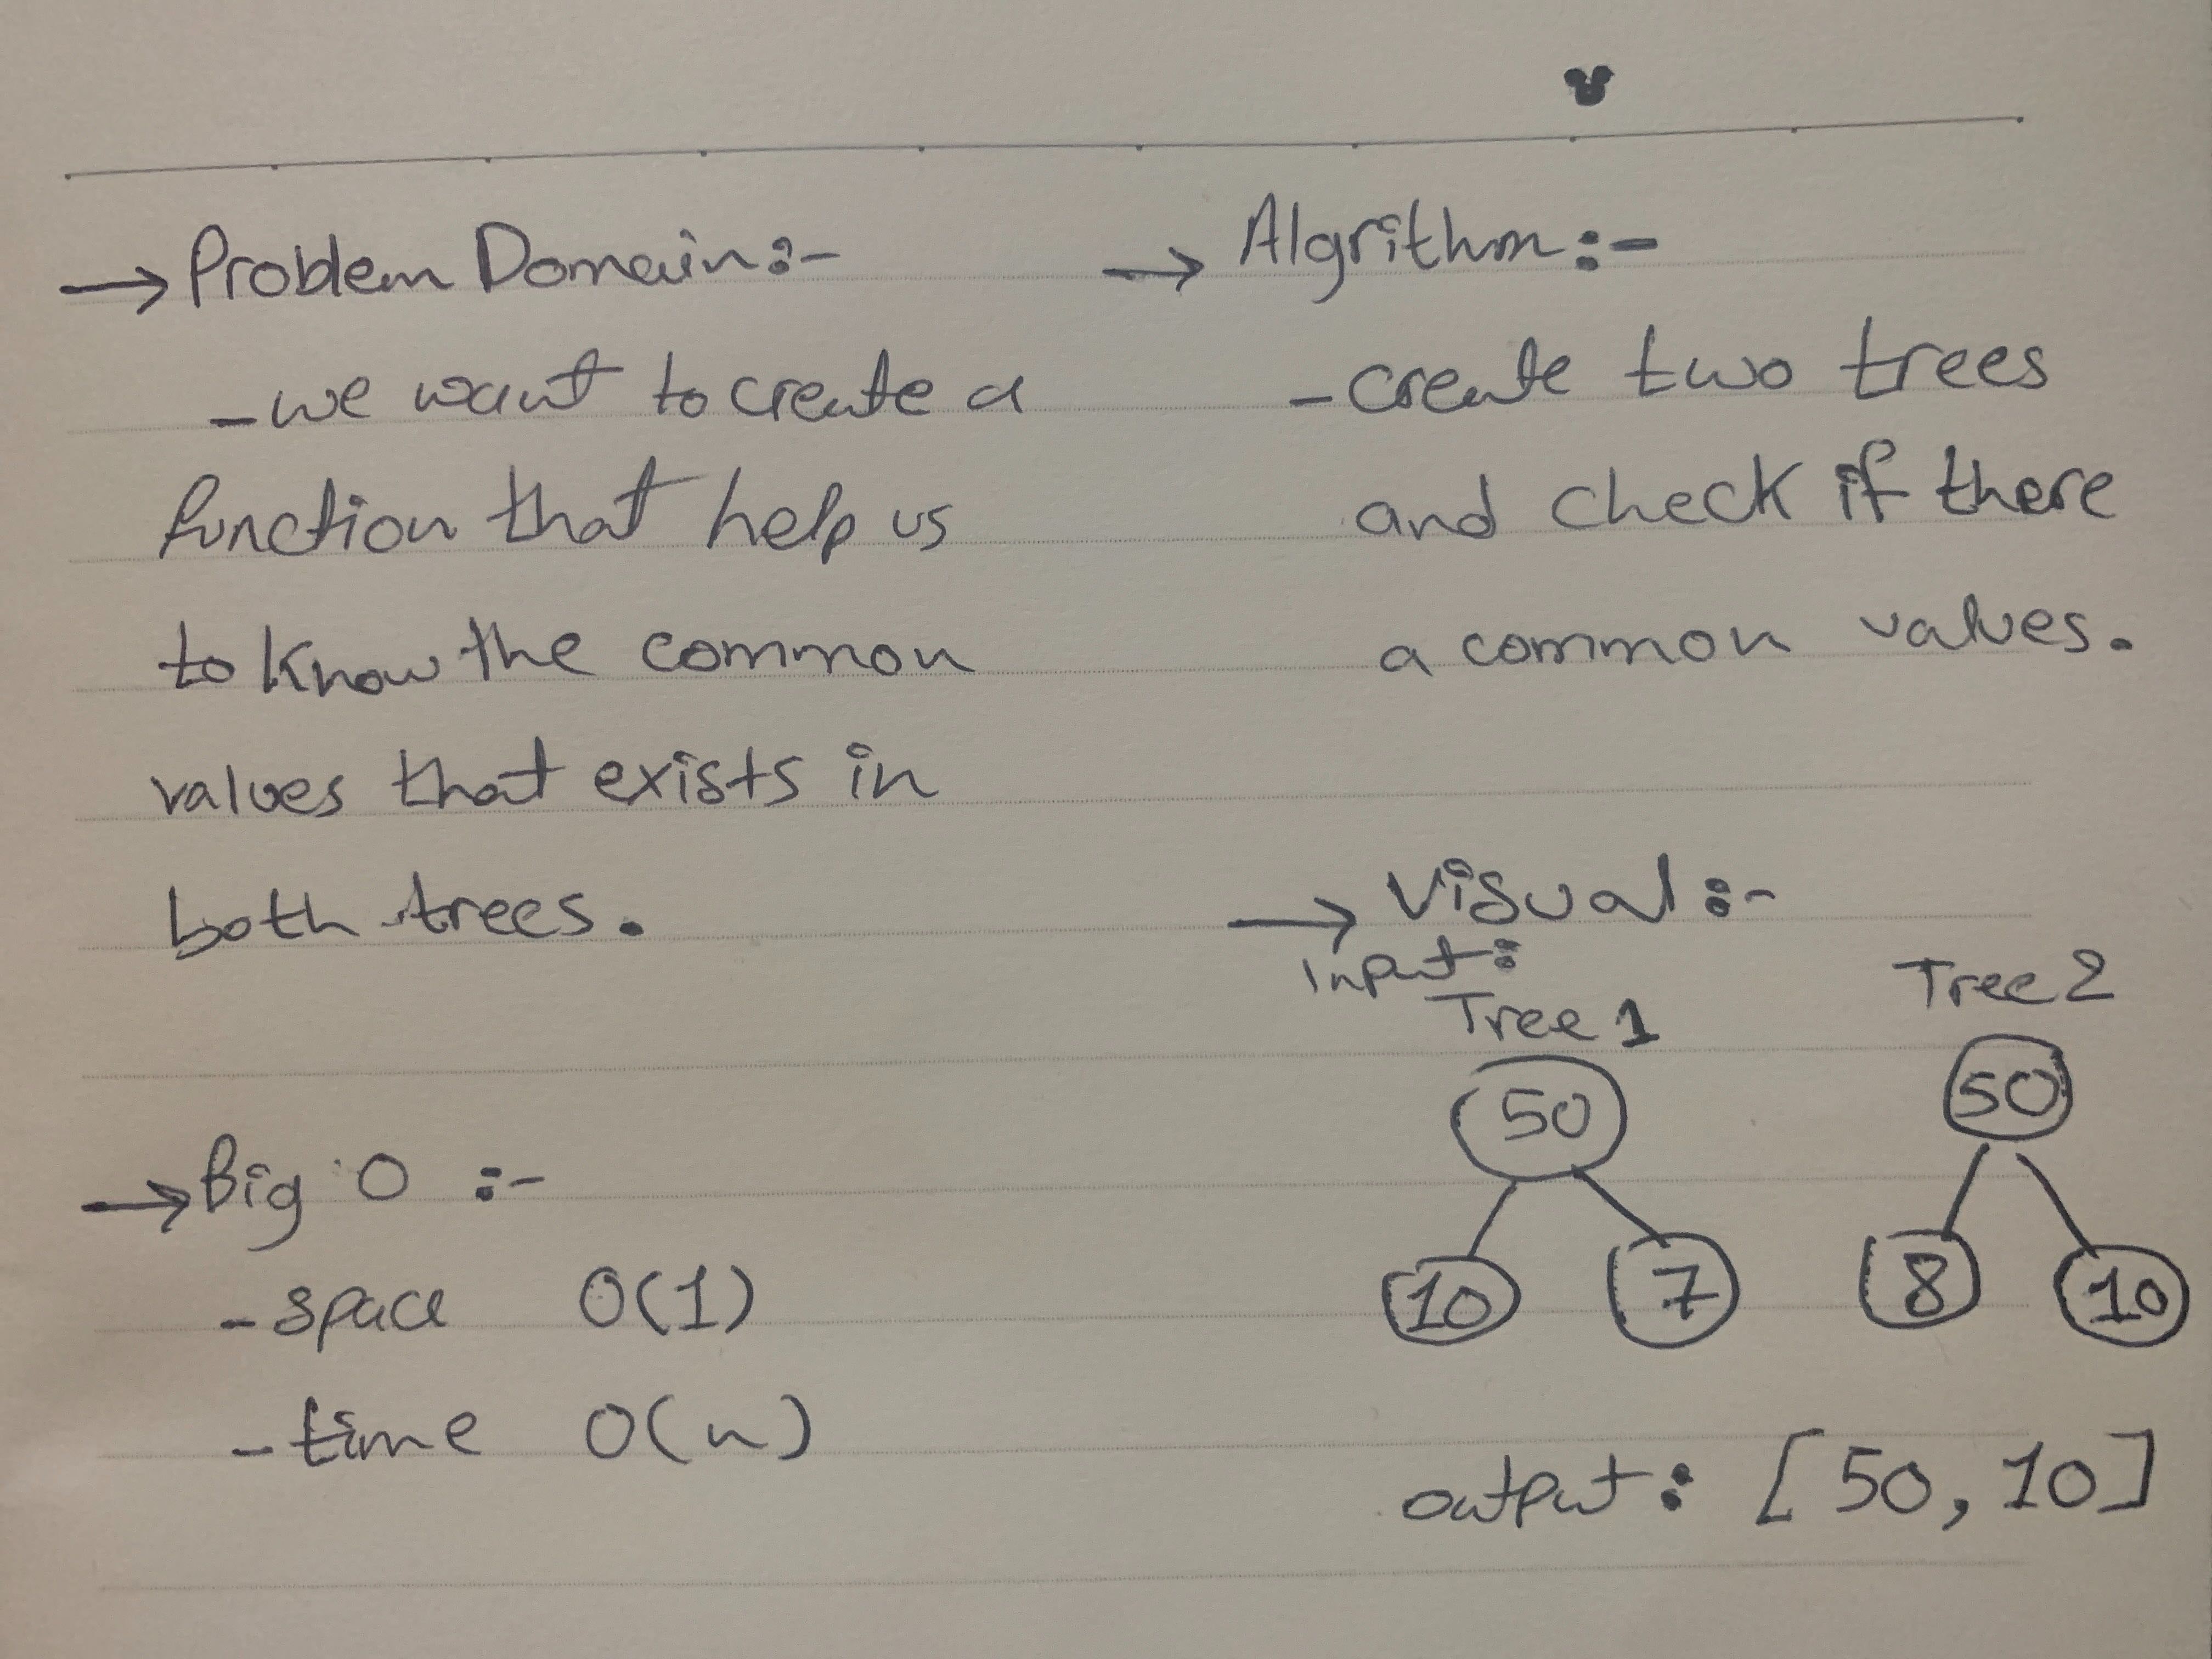 → Problem Domain:-
- we want to create a
function that help us
to know the common
values that exists in
both trees.
→ Big O :-
- space O(1)
- time O(n)
→ Algrithm:-
- create two trees
and check if there
a common values.
→ Visual:-
Input:
Tree 1 Tree 2
50 50
10 7 8 10
output: [50, 10]